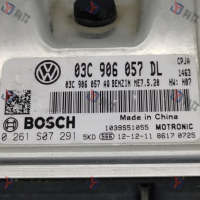 03C 906 057 DL
CPJA
1463
03C 906 057 AQ BENZIN ME7.5.20
HW: H07
Made in China
1039S51055 MOTRONIC
BOSCH
0 261 S07 291
5KD
12-12-11 8617 0725